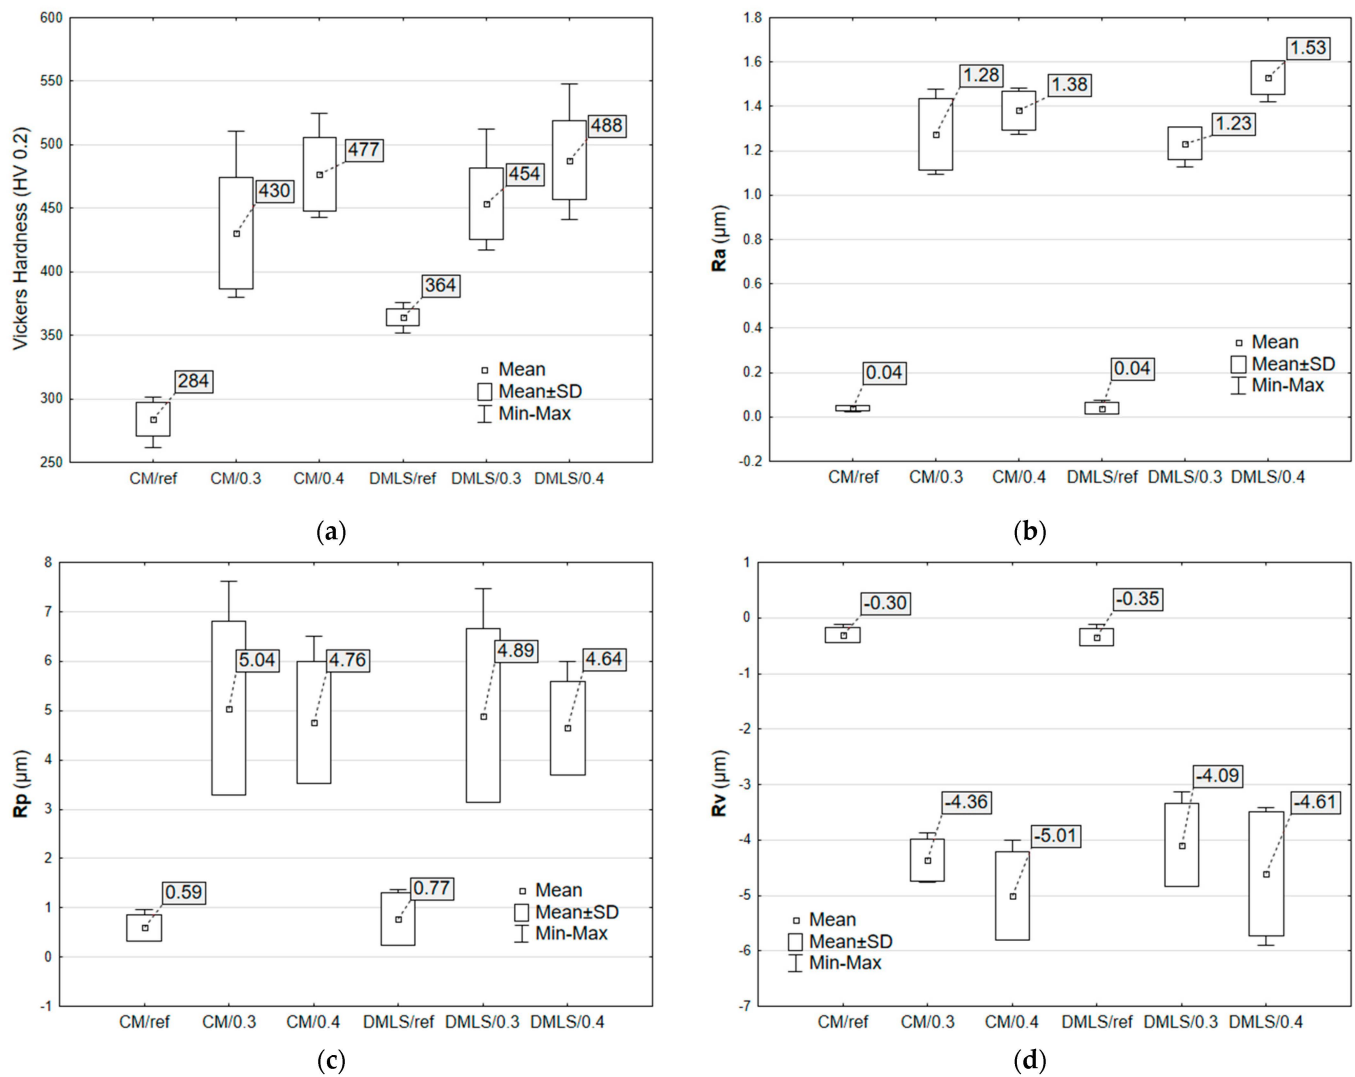 600
550
500
450
400
350
300
250
Vickers Hardness (HV 0.2)
284
430
477
364
454
488
Mean
Mean±SD
Min-Max
CM/ref CM/0.3 CM/0.4 DMLS/ref DMLS/0.3 DMLS/0.4
(a)
1.8
1.6
1.4
1.2
1.0
0.8
0.6
0.4
0.2
0.0
-0.2
Ra (µm)
0.04
1.28
1.38
0.04
1.23
1.53
Mean
Mean±SD
Min-Max
CM/ref CM/0.3 CM/0.4 DMLS/ref DMLS/0.3 DMLS/0.4
(b)
8
7
6
5
4
3
2
1
0
-1
Rp (µm)
0.59
5.04
4.76
0.77
4.89
4.64
Mean
Mean±SD
Min-Max
CM/ref CM/0.3 CM/0.4 DMLS/ref DMLS/0.3 DMLS/0.4
(c)
1
0
-1
-2
-3
-4
-5
-6
-7
Rv (µm)
-0.30
-4.36
-5.01
-0.35
-4.09
-4.61
Mean
Mean±SD
Min-Max
CM/ref CM/0.3 CM/0.4 DMLS/ref DMLS/0.3 DMLS/0.4
(d)